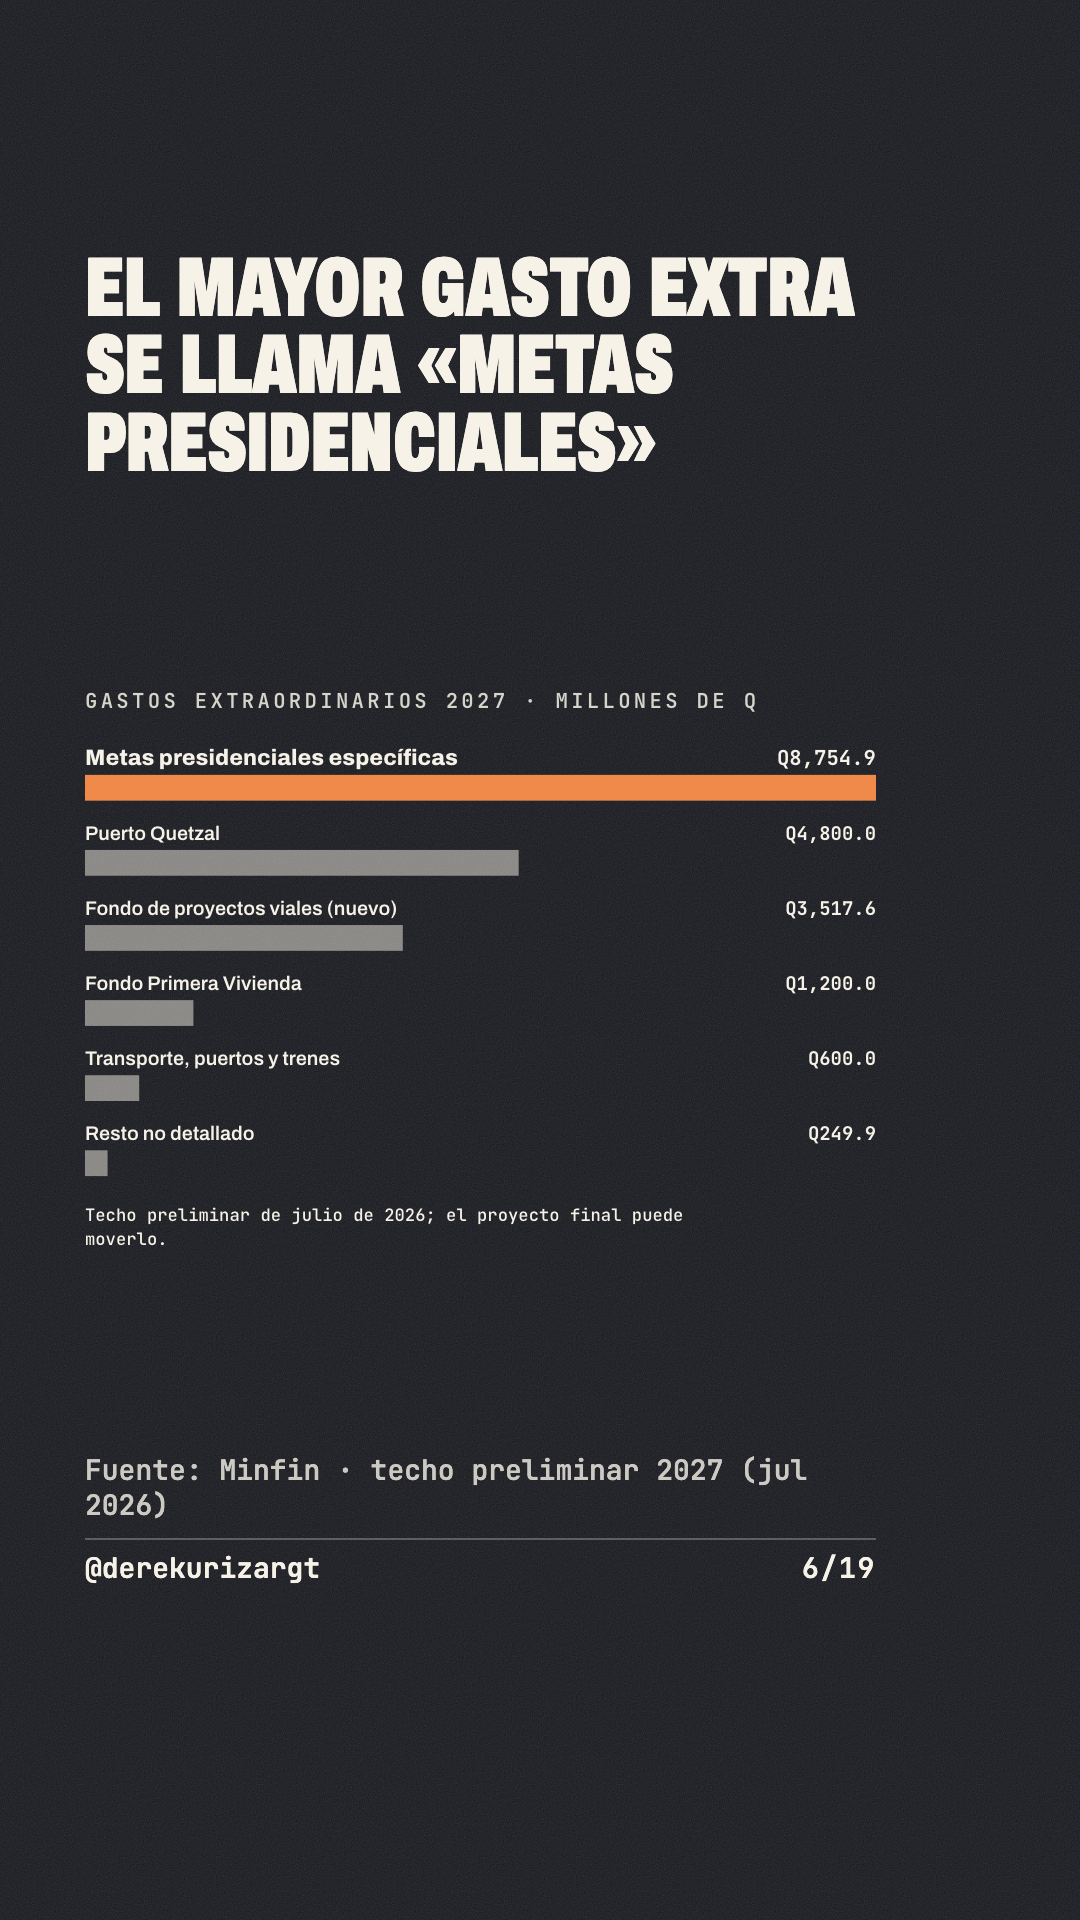 EL MAYOR GASTO EXTRA
SE LLAMA «METAS
PRESIDENCIALES»
GASTOS EXTRAORDINARIOS 2027 · MILLONES DE Q
Metas presidenciales específicas Q8,754.9
Puerto Quetzal Q4,800.0
Fondo de proyectos viales (nuevo) Q3,517.6
Fondo Primera Vivienda Q1,200.0
Transporte, puertos y trenes Q600.0
Resto no detallado Q249.9
Techo preliminar de julio de 2026; el proyecto final puede
moverlo.
Fuente: Minfin · techo preliminar 2027 (jul
2026)
@derekurizargt 6/19